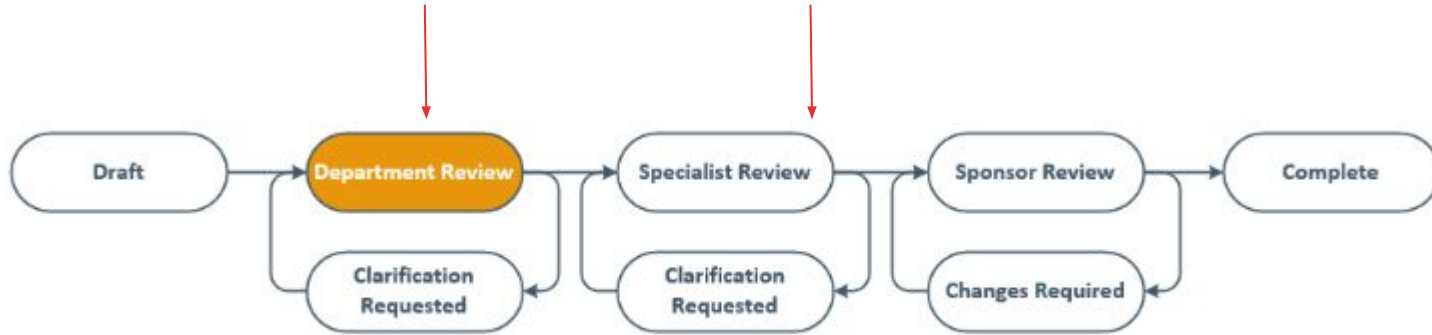 Draft
Department Review
Specialist Review
Sponsor Review
Complete
Clarification
Requested
Clarification
Requested
Changes Required